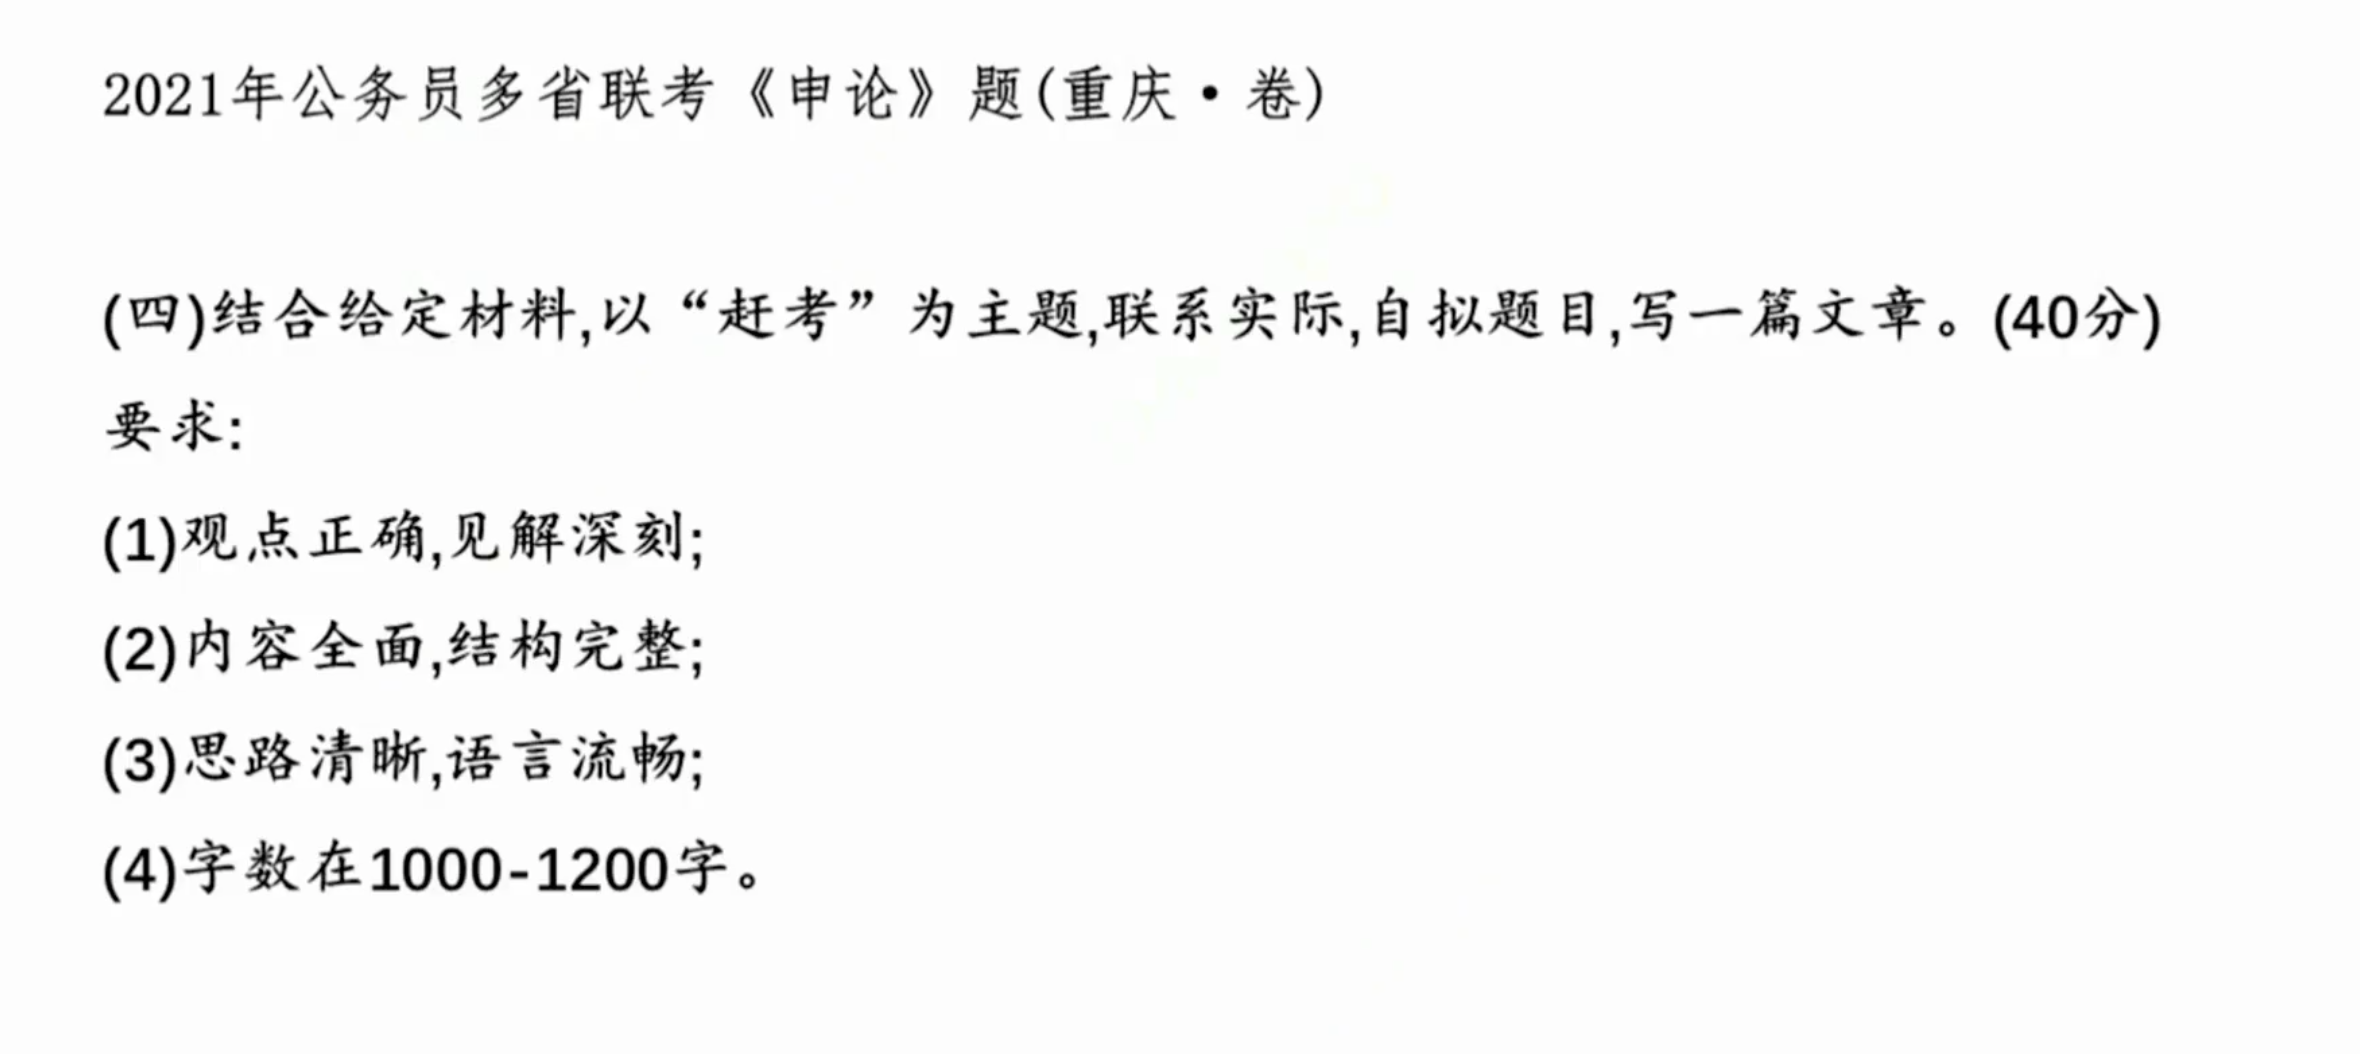 2021年公务员多省联考《申论》题(重庆·卷)
(四)结合给定材料,以“赶考”为主题,联系实际,自拟题目,写一篇文章。(40分)
要求:
(1)观点正确,见解深刻;
(2)内容全面,结构完整;
(3)思路清晰,语言流畅;
(4)字数在1000-1200字。